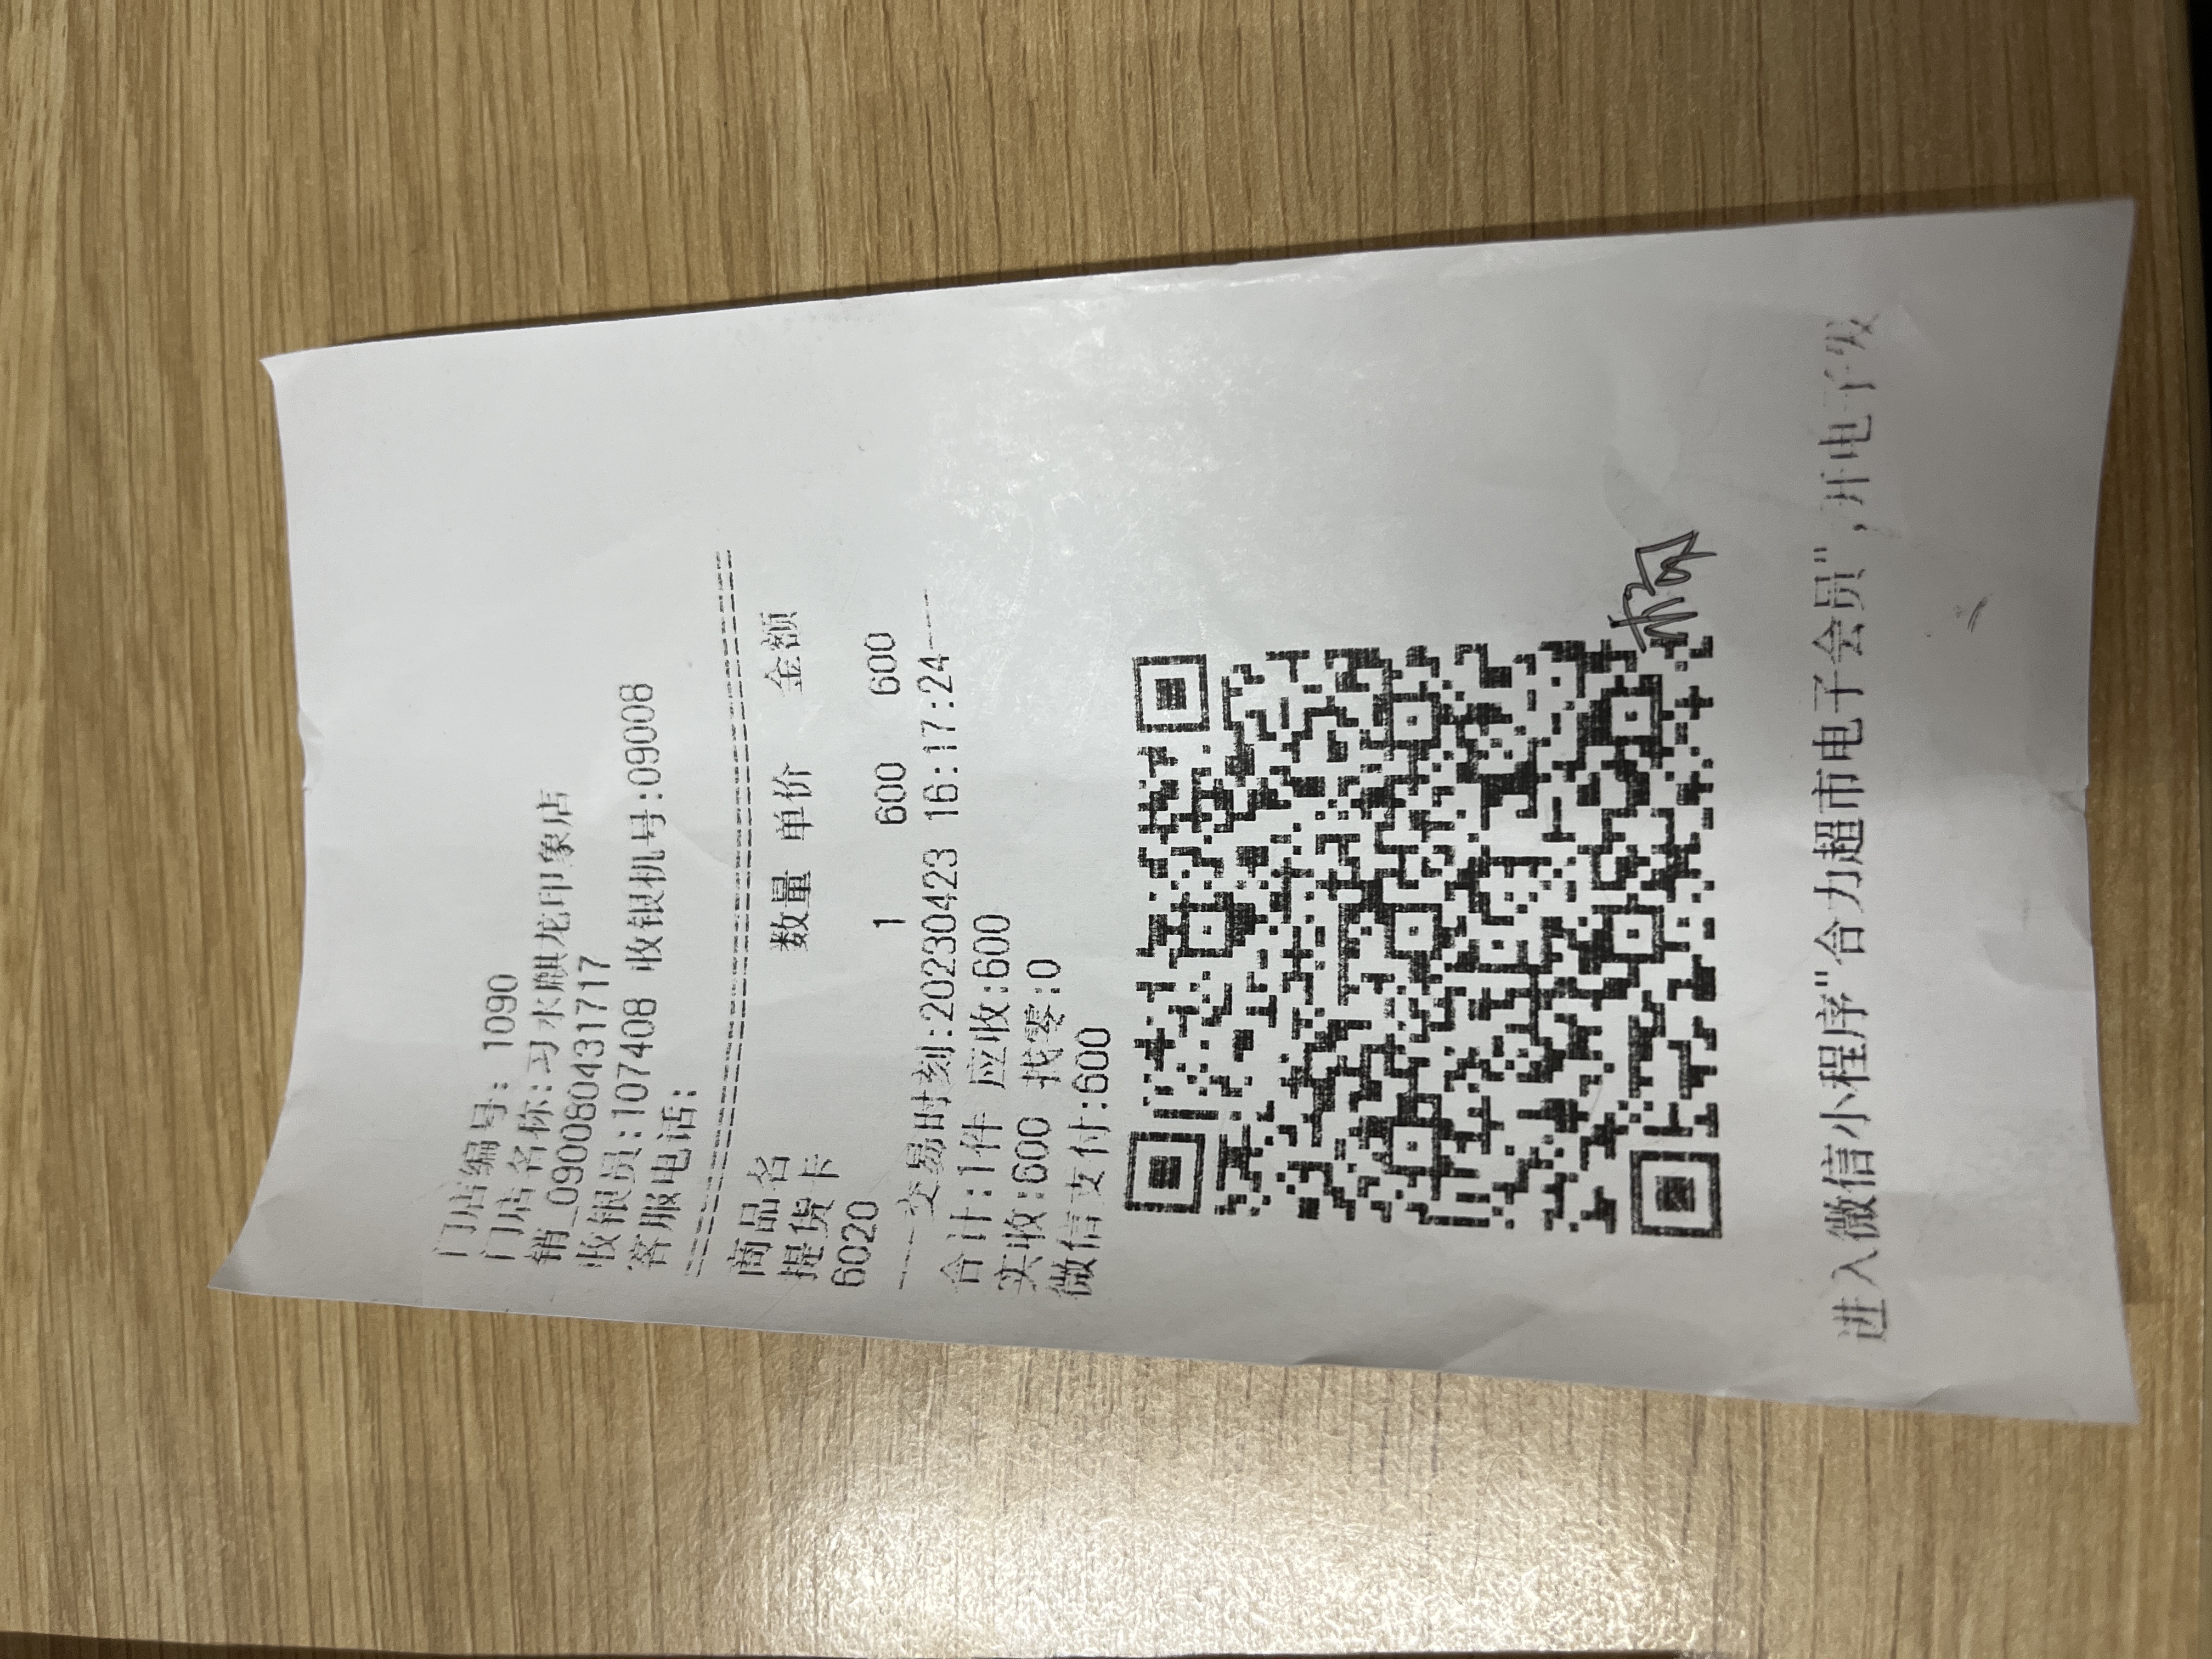 门店编号: 1090
门店名称:习水麒龙印象店
销_090080431717
收银员:107408 收银机号:09008
客服电话:
商品名 数量 单价 金额
提货卡
6020 1 600 600
----交易时刻:20230423 16:17:24---
合计:1件 应收:600
实收:600 找零:0
微信支付:600
进入微信小程序"合力超市电子会员",开电子发